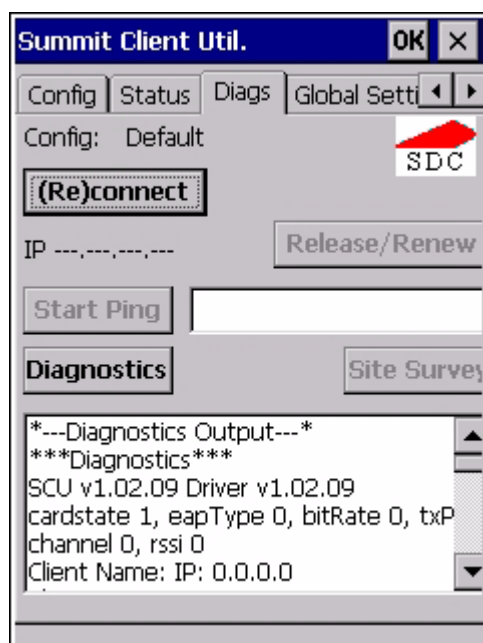 Summit Client Util. OK ×
Config Status Diags Global Setti
Config: Default
SDC
(Re)connect
IP ---.---.---.---
Release/Renew
Start Ping
Diagnostics Site Survey
*---Diagnostics Output---*
***Diagnostics***
SCU v1.02.09 Driver v1.02.09
cardstate 1, eapType 0, bitRate 0, txP
channel 0, rssi 0
Client Name: IP: 0.0.0.0